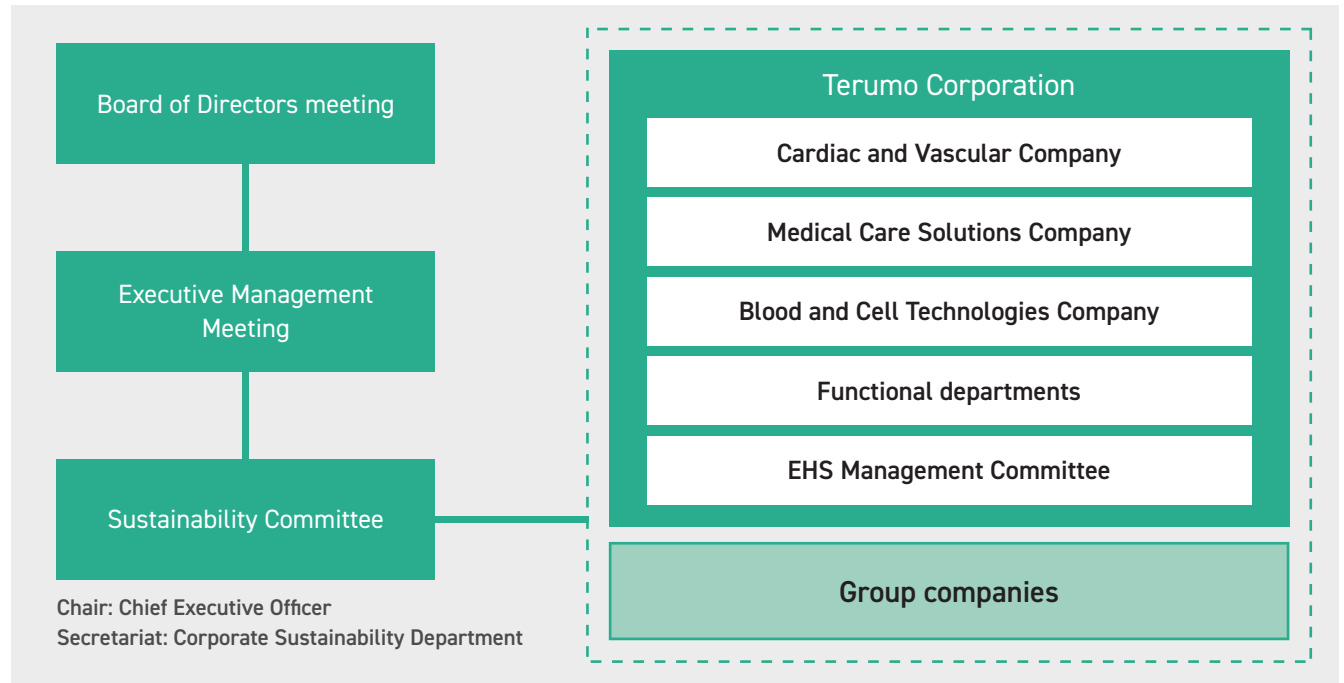 Board of Directors meeting
Executive Management
Meeting
Sustainability Committee
Chair: Chief Executive Officer
Secretariat: Corporate Sustainability Department
Terumo Corporation
Cardiac and Vascular Company
Medical Care Solutions Company
Blood and Cell Technologies Company
Functional departments
EHS Management Committee
Group companies